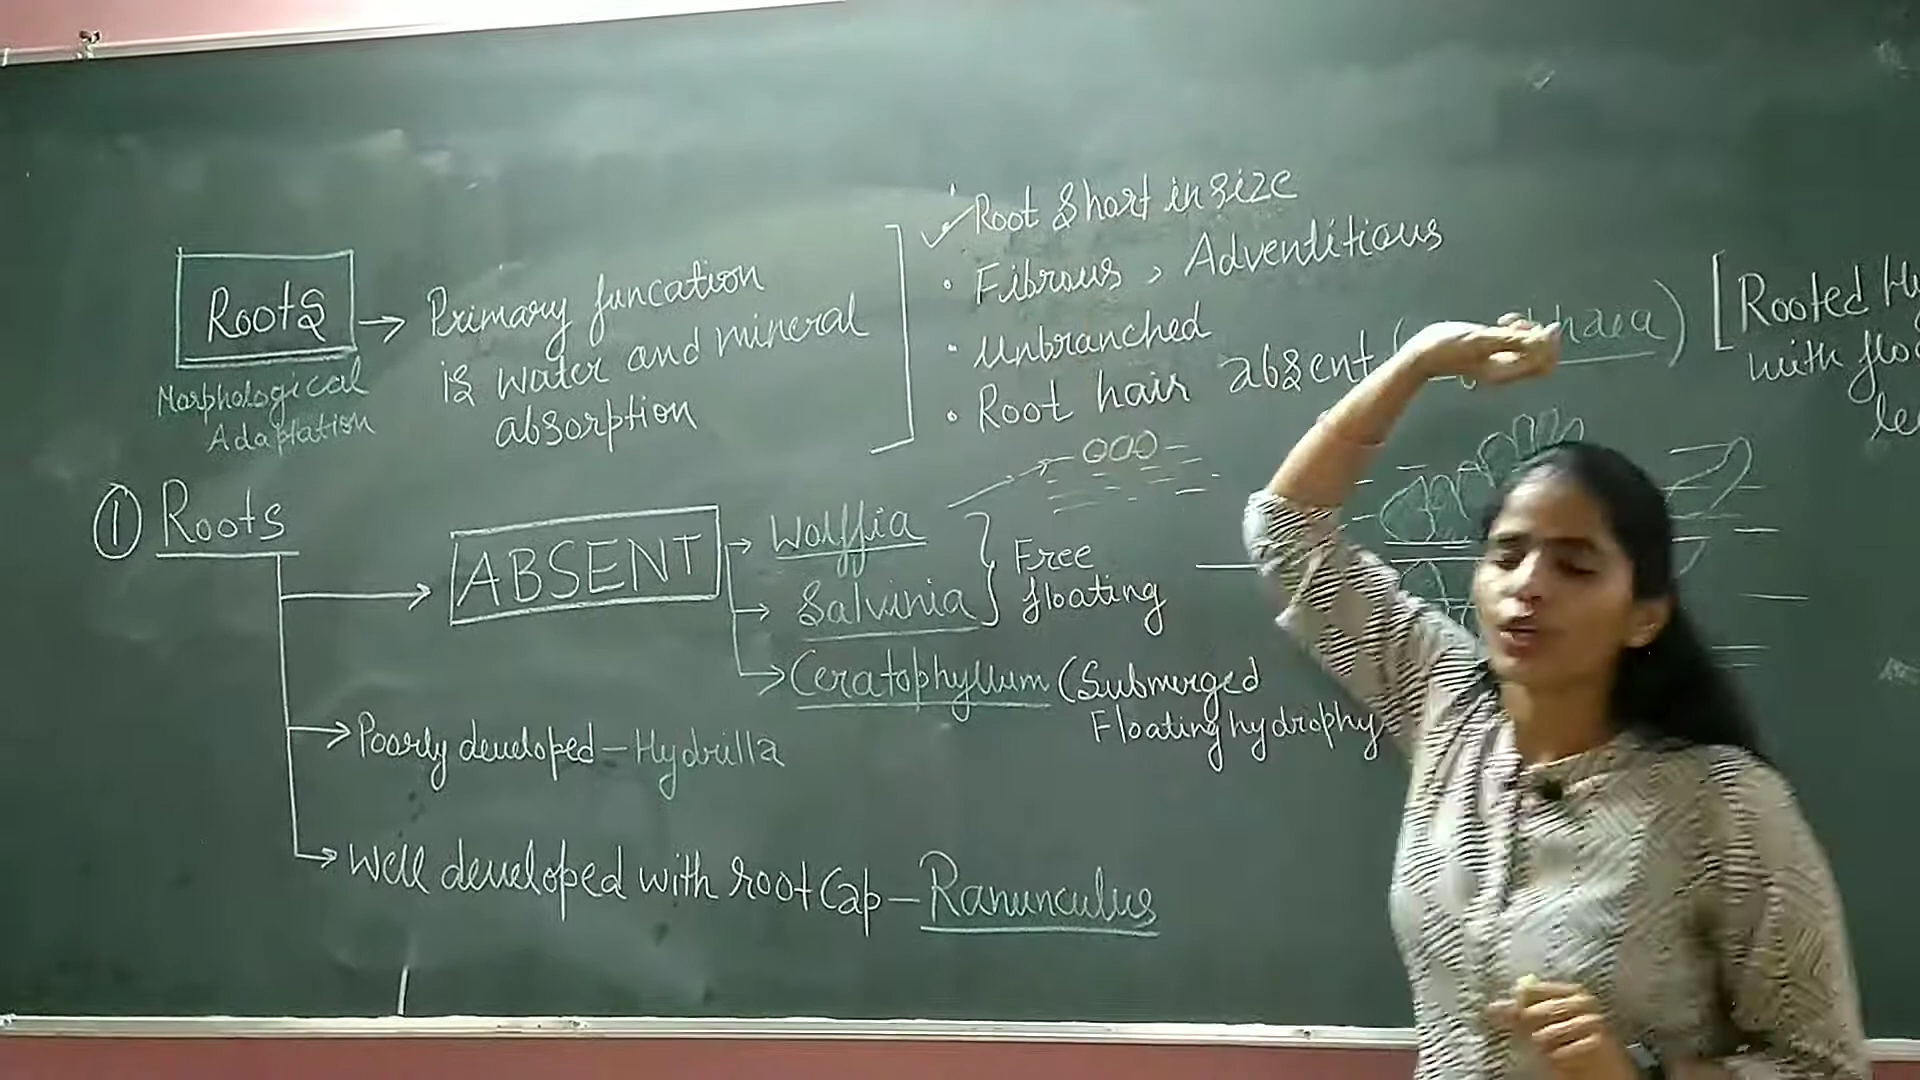 Roots
Morphological
Adaptation
Primary funcation
is water and mineral
absorption
Root Short in size
Fibrous, Adventitious
Unbranched
Root hair absent
[Rooted
with
① Roots
ABSENT
Wolffia
Salvinia
Free
floating
Ceratophyllum (Submerged
Floating hydrophy
Poorly developed - Hydrilla
Well developed with root Cap - Ranunculus